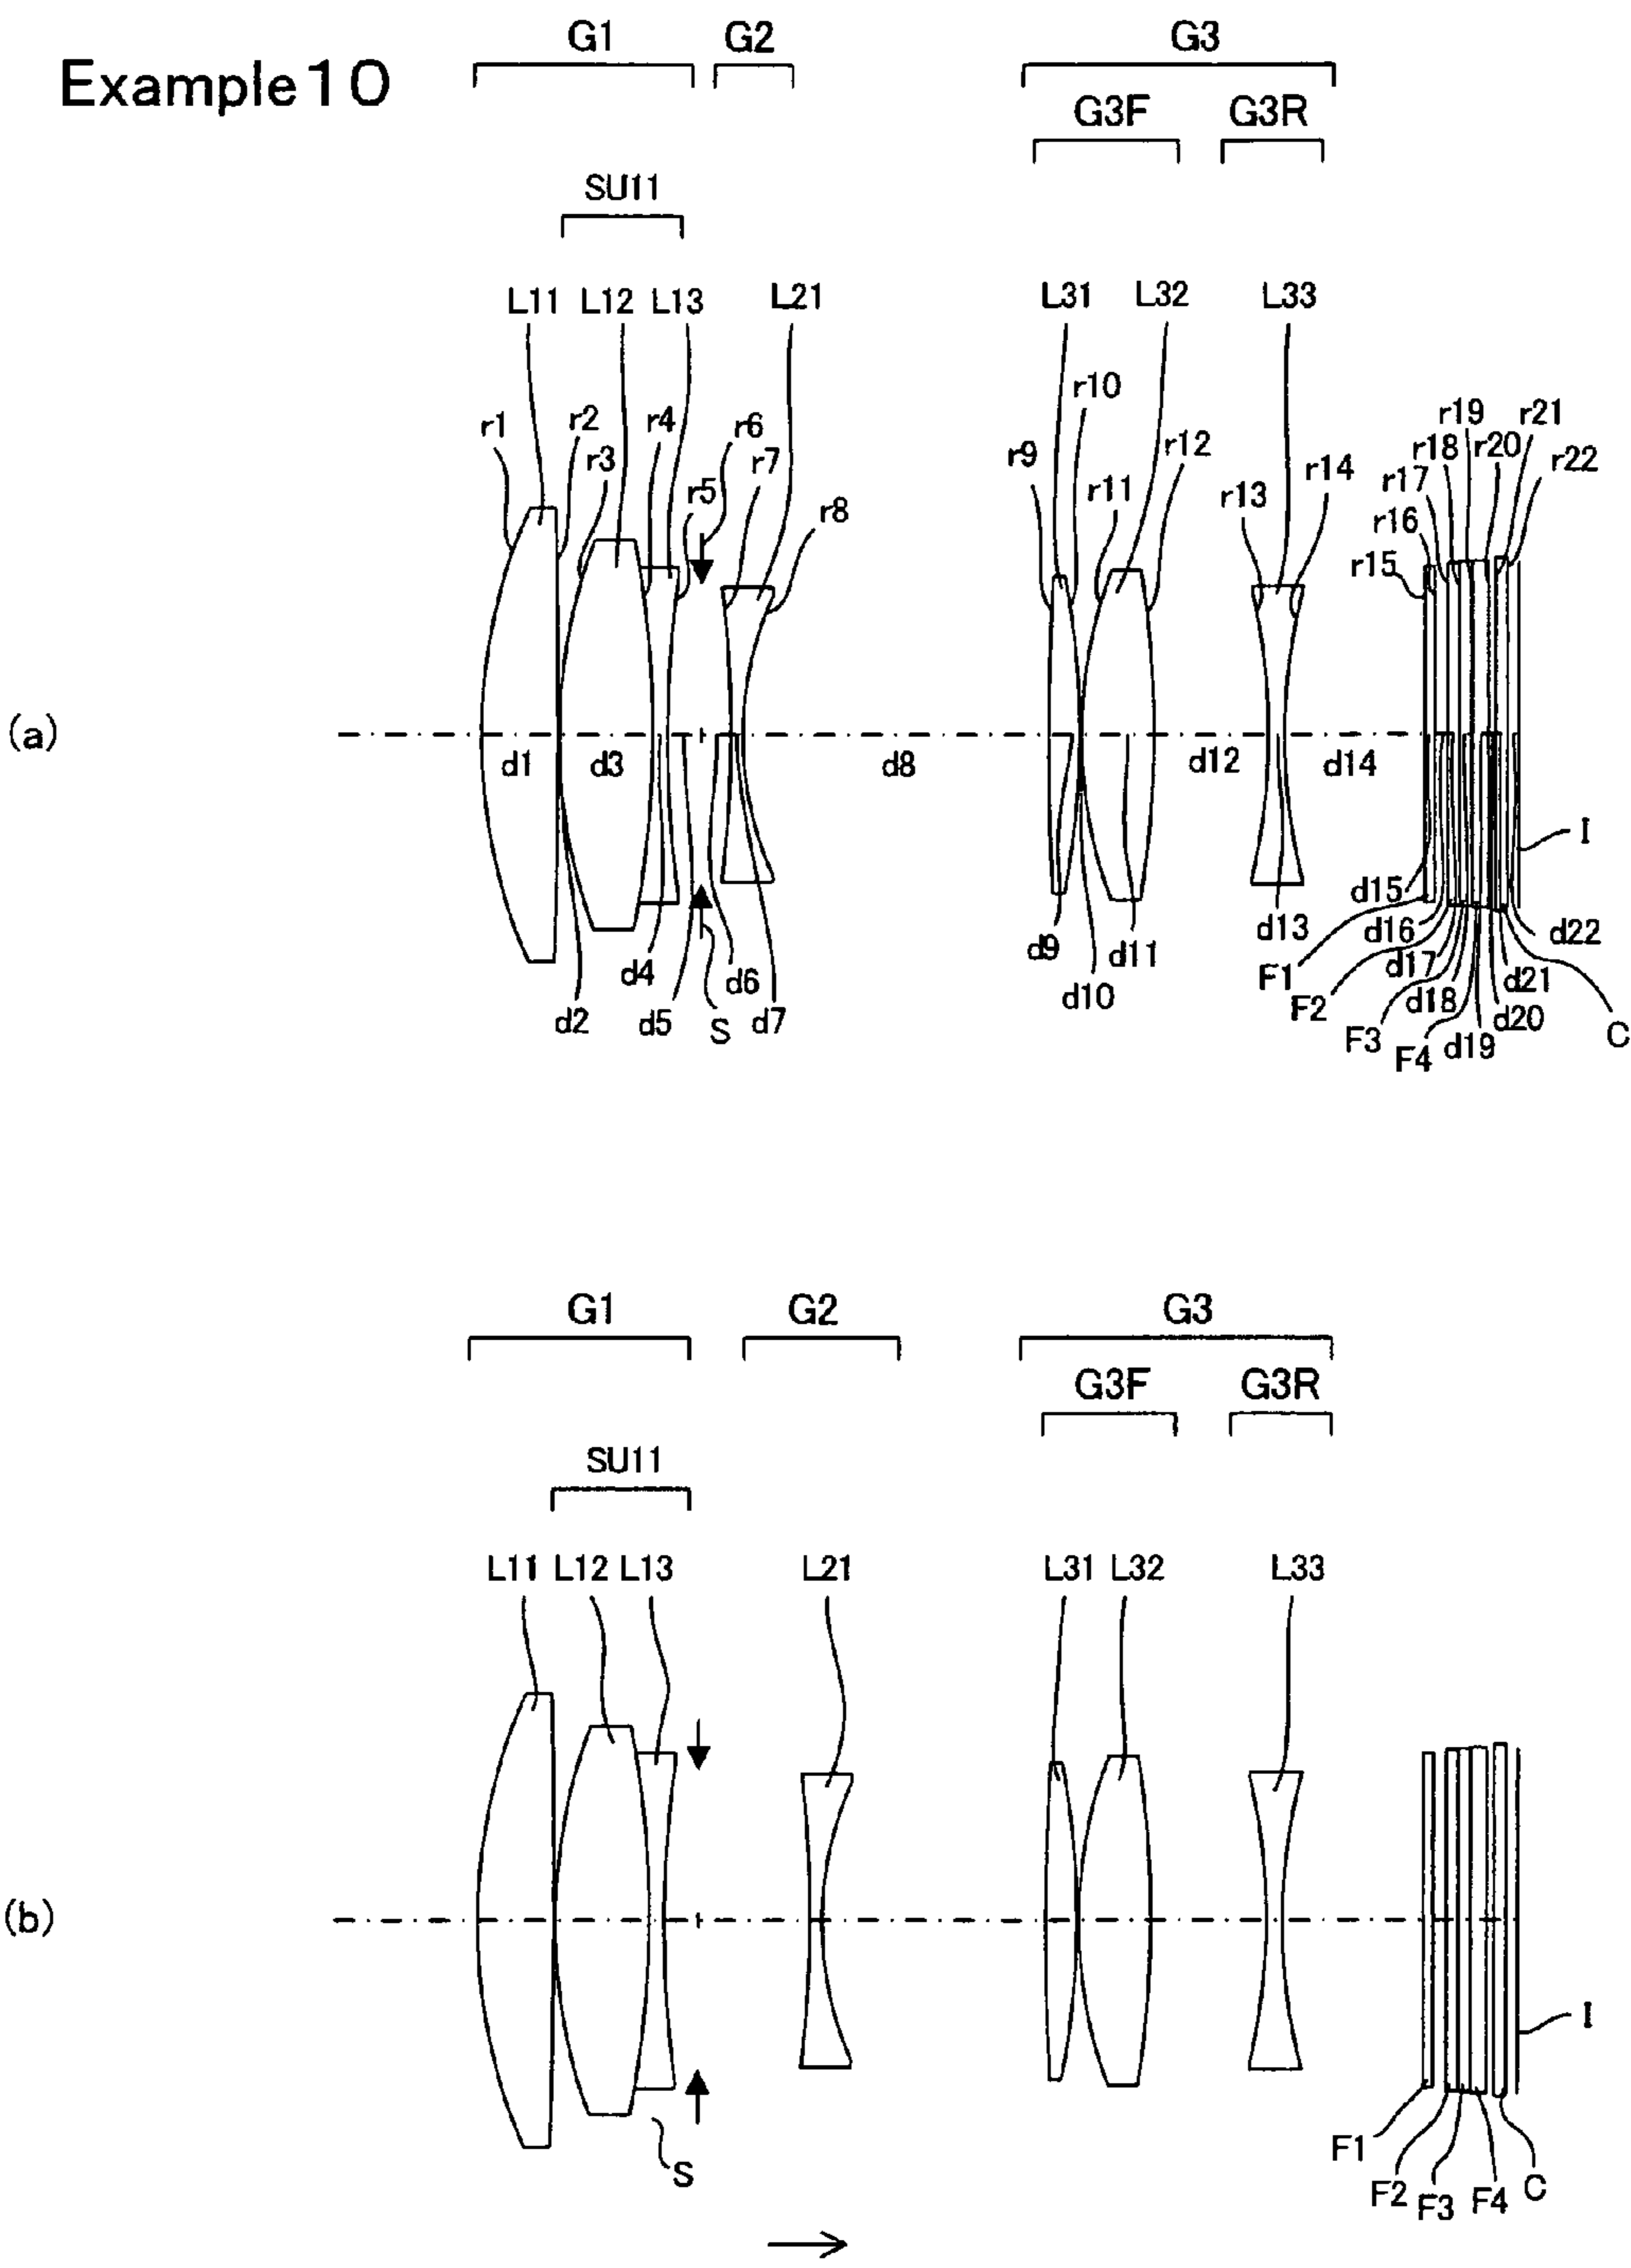 Example10
G1 G2 G3
G3F G3R
SU11
L11 L12 L13 L21 L31 L32 L33
r1 r2 r3 r4 r5 r6 r7 r8 r9 r10 r11 r12 r13 r14 r15 r16 r17 r18 r19 r20 r21 r22
(a)
d1 d3 d8 d12 d14
I
d2 d4 d5 d6 S d7 d9 d10 d11 d13 d15 d16 d17 d18 d19 d20 d21 d22
F1 F2 F3 F4 C
G1 G2 G3
G3F G3R
SU11
L11 L12 L13 L21 L31 L32 L33
(b)
I
S
F1 F2 F3 F4 C